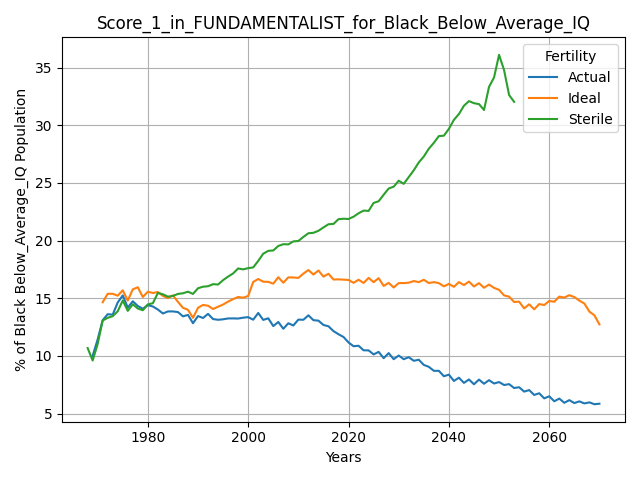 Score_1_in_FUNDAMENTALIST_for_Black_Below_Average_IQ
% of Black Below_Average_IQ Population
35
30
25
20
15
10
5
Fertility
Actual
Ideal
Sterile
1980 2000 2020 2040 2060
Years